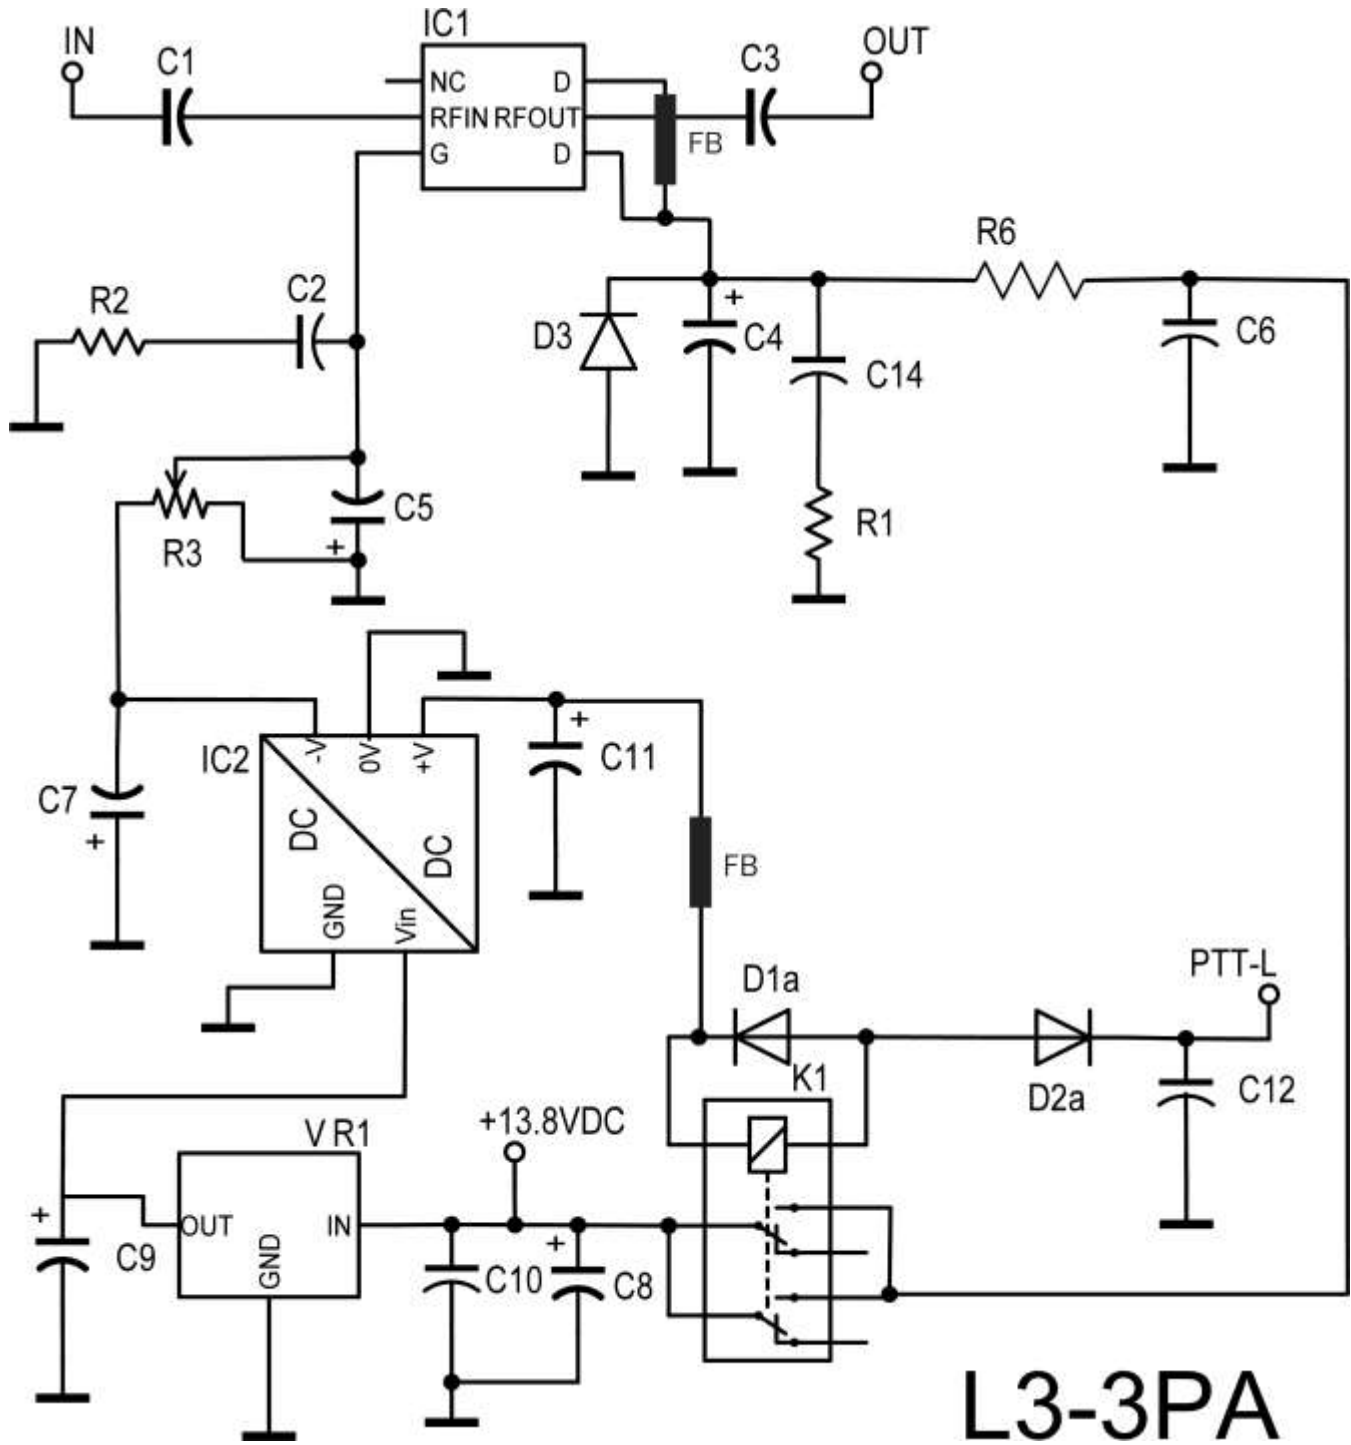 IN
C1
IC1
C3
OUT
NC
D
RFIN
RFOUT
G
D
FB
R6
R2
C2
D3
+
C4
C14
C6
R3
+
C5
R1
IC2
-V
0V
+V
+
C11
C7
+
DC
DC
GND
Vin
FB
D1a
PTT-L
K1
D2a
C12
+13.8VDC
V R1
OUT
IN
GND
+
C9
C10
+
C8
L3-3PA